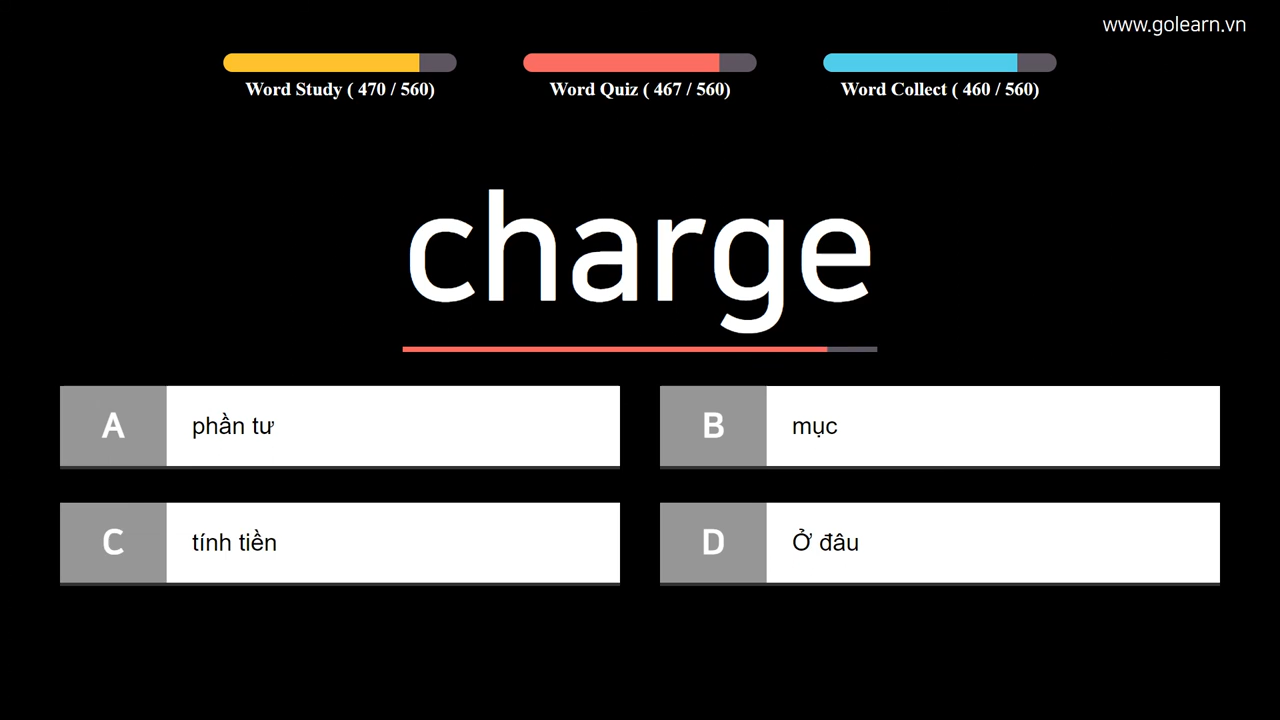 www.golearn.vn
Word Study ( 470 / 560)
Word Quiz ( 467 / 560)
Word Collect ( 460 / 560)
charge
A phần tư
B mục
C tính tiền
D Ở đâu